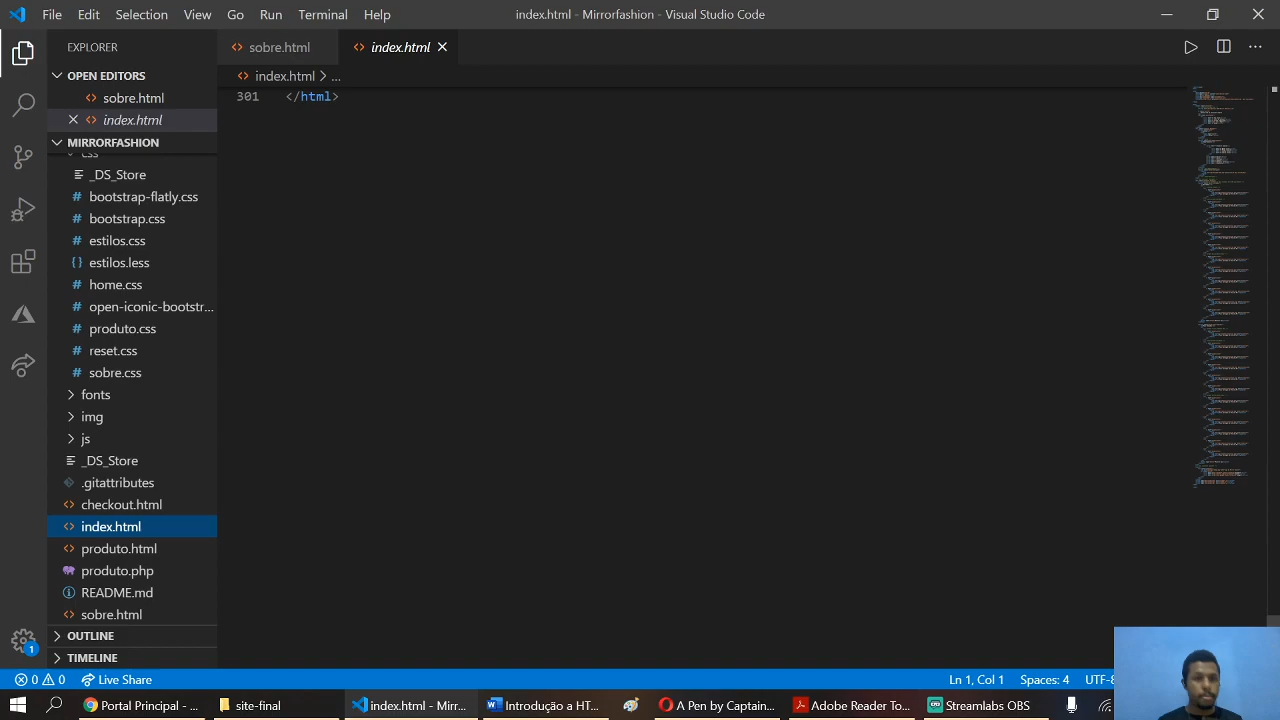 File Edit Selection View Go Run Terminal Help index.html - Mirrorfashion - Visual Studio Code
EXPLORER
OPEN EDITORS
sobre.html
index.html
MIRRORFASHION
css
_DS_Store
bootstrap-flatly.css
bootstrap.css
estilos.css
estilos.less
home.css
open-iconic-bootstr...
produto.css
reset.css
sobre.css
fonts
img
js
_DS_Store
.gitattributes
checkout.html
index.html
produto.html
produto.php
README.md
sobre.html
OUTLINE
TIMELINE
sobre.html index.html
index.html > ...
301 </html>
1
0 0 Live Share Ln 1, Col 1 Spaces: 4 UTF-8
Portal Principal - ... site-final index.html - Mirr... Introdução a HT... A Pen by Captain... Adobe Reader To... Streamlabs OBS